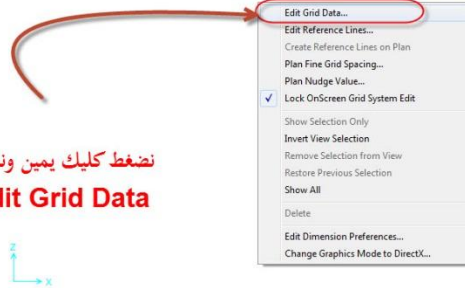 Edit Grid Data...
Edit Reference Lines...
Create Reference Lines on Plan
Plan Fine Grid Spacing...
Plan Nudge Value...
Lock OnScreen Grid System Edit
Show Selection Only
Invert View Selection
Remove Selection from View
Restore Previous Selection
Show All
Delete
Edit Dimension Preferences...
Change Graphics Mode to DirectX...
نضغط كليك يمين
Grid Data
Z
X